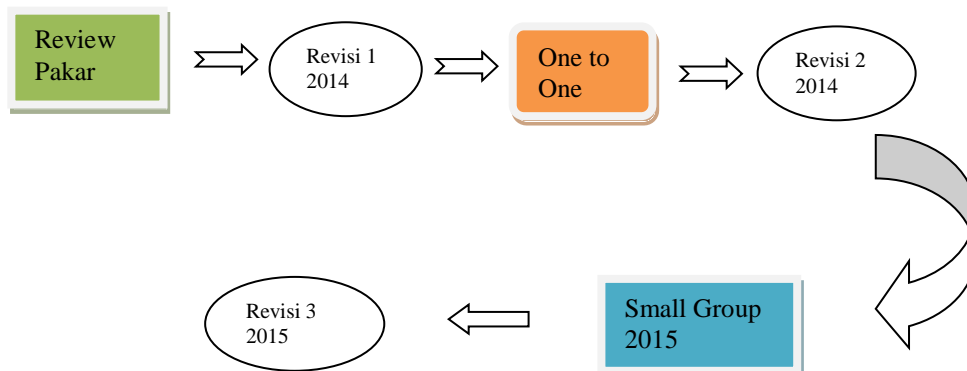 Review
Pakar
Revisi 1
2014
One to
One
Revisi 2
2014
Small Group
2015
Revisi 3
2015